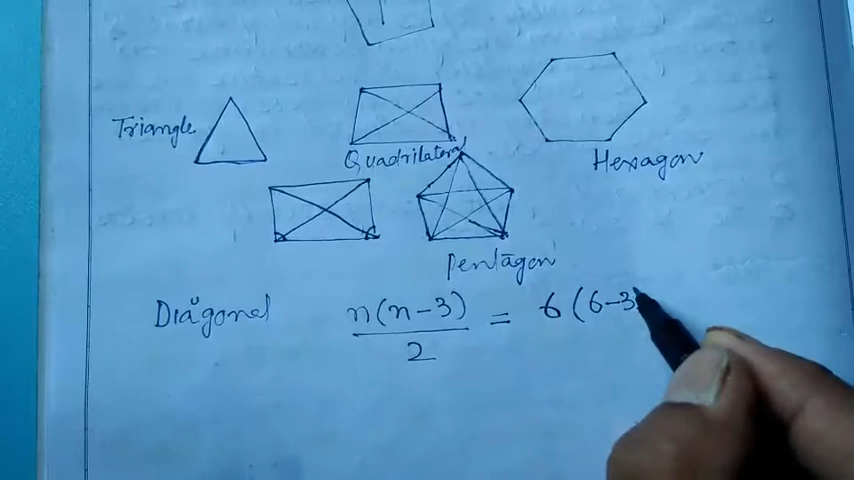 Triangle
Quadrilateral
Hexagon
Pentagon
Diagonal n(n-3)/2 = 6(6-3